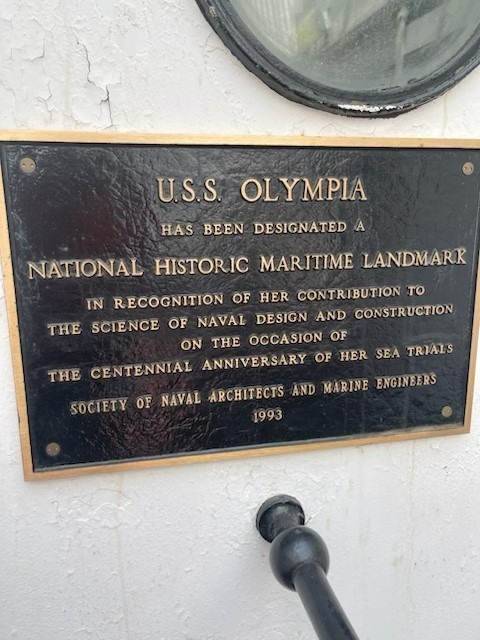 U.S.S. OLYMPIA
HAS BEEN DESIGNATED A
NATIONAL HISTORIC MARITIME LANDMARK
IN RECOGNITION OF HER CONTRIBUTION TO
THE SCIENCE OF NAVAL DESIGN AND CONSTRUCTION
ON THE OCCASION OF
THE CENTENNIAL ANNIVERSARY OF HER SEA TRIALS
SOCIETY OF NAVAL ARCHITECTS AND MARINE ENGINEERS
1993